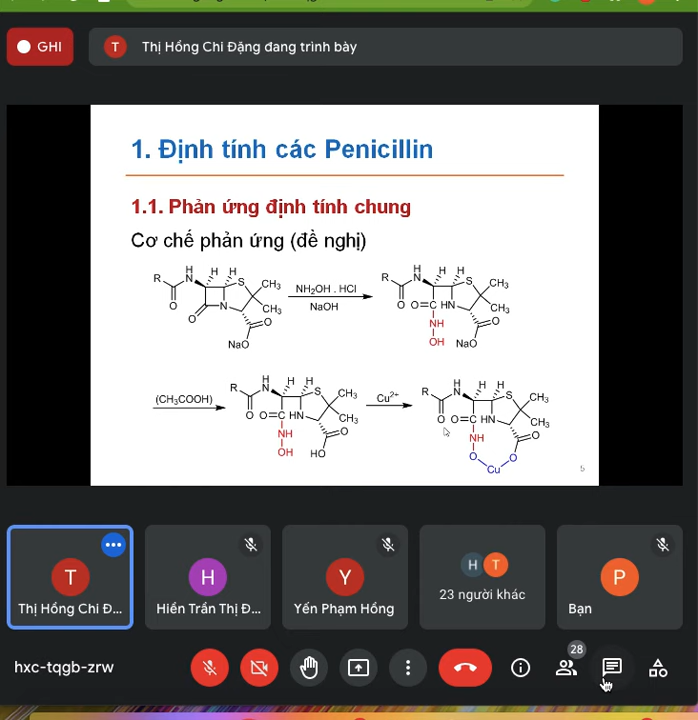 GHI
T
Thị Hồng Chi Đặng đang trình bày
1. Định tính các Penicillin
1.1. Phản ứng định tính chung
Cơ chế phản ứng (đề nghị)
R H N H H S CH3 CH3 O O N O NaO
NH2OH . HCl
NaOH
R H N H H S CH3 CH3 O O=C HN NH OH O NaO
(CH3COOH)
R H N H H S CH3 CH3 O O=C HN NH OH O HO
Cu2+
R H N H H S CH3 CH3 O O=C HN NH O Cu O O
5
T
Thị Hồng Chi Đ...
H
Hiền Trần Thị Đ...
Y
Yến Phạm Hồng
H T
23 người khác
P
Bạn
hxc-tqgb-zrw
28